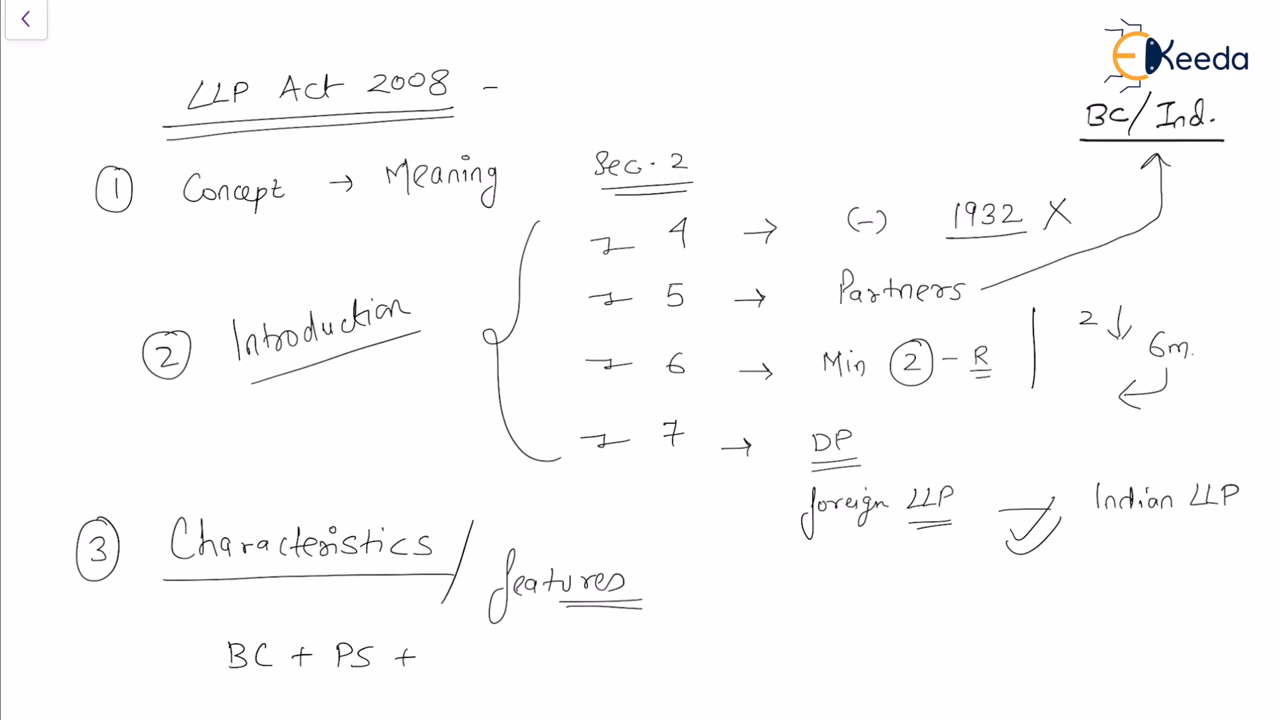 EKeeda
LLP Act 2008 -
BC/Ind.
① Concept → Meaning Sec. 2
4 → (-) 1932 X
5 → Partners
② Introduction
6 → Min ② - R | 2 ↓ 6m.
7 → DP
foreign LLP Indian LLP
③ Characteristics / features
BC + PS +